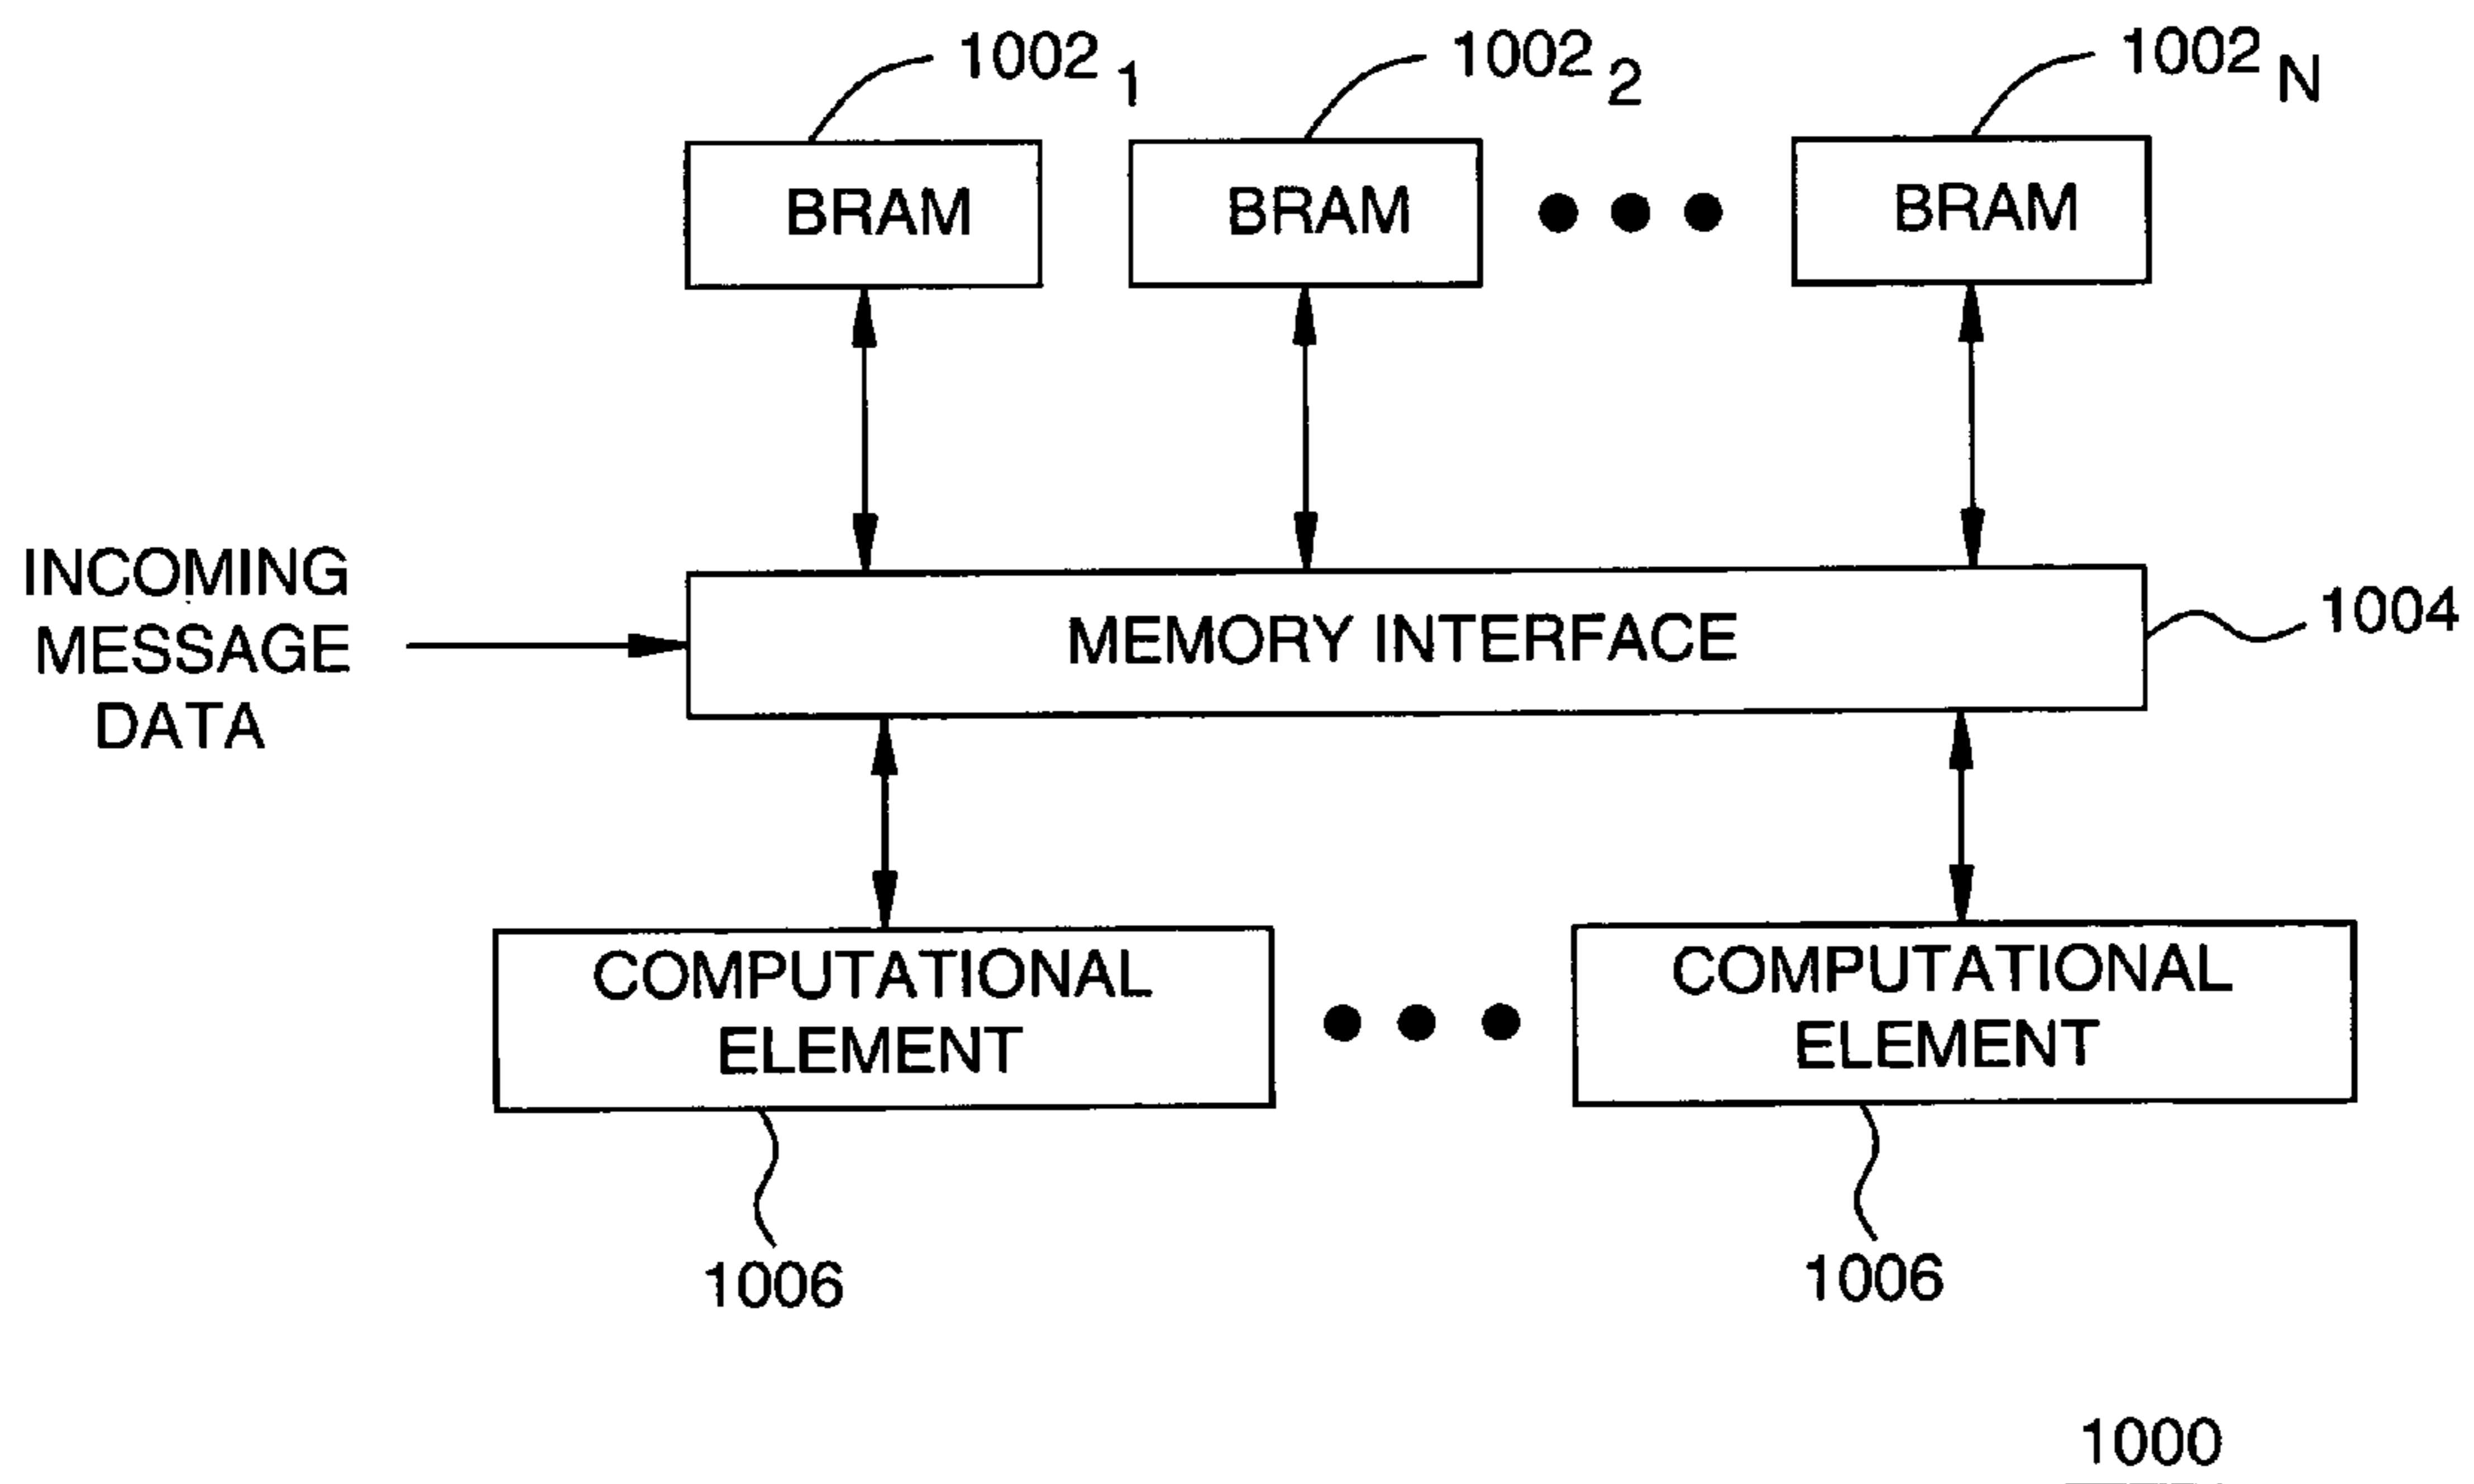 1002 1
1002 2
1002 N
BRAM
BRAM
BRAM
INCOMING
MESSAGE
DATA
MEMORY INTERFACE
1004
COMPUTATIONAL
ELEMENT
COMPUTATIONAL
ELEMENT
1006
1006
1000